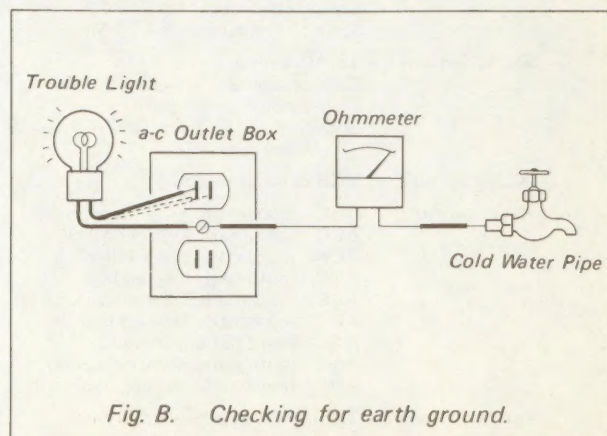 Trouble Light
a-c Outlet Box
Ohmmeter
Cold Water Pipe
Fig. B. Checking for earth ground.